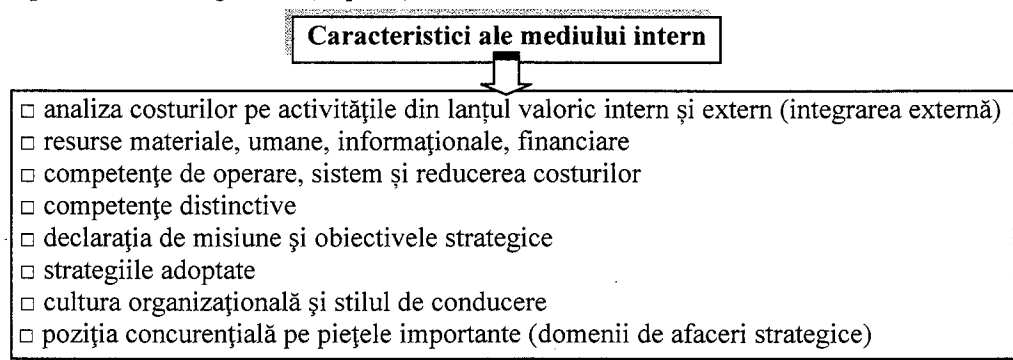 Caracteristici ale mediului intern
□ analiza costurilor pe activităţile din lanțul valoric intern și extern (integrarea externă)
□ resurse materiale, umane, informaţionale, financiare
□ competenţe de operare, sistem și reducerea costurilor
□ competenţe distinctive
□ declaraţia de misiune şi obiectivele strategice
□ strategiile adoptate
□ cultura organizaţională şi stilul de conducere
□ poziţia concurenţială pe pieţele importante (domenii de afaceri strategice)